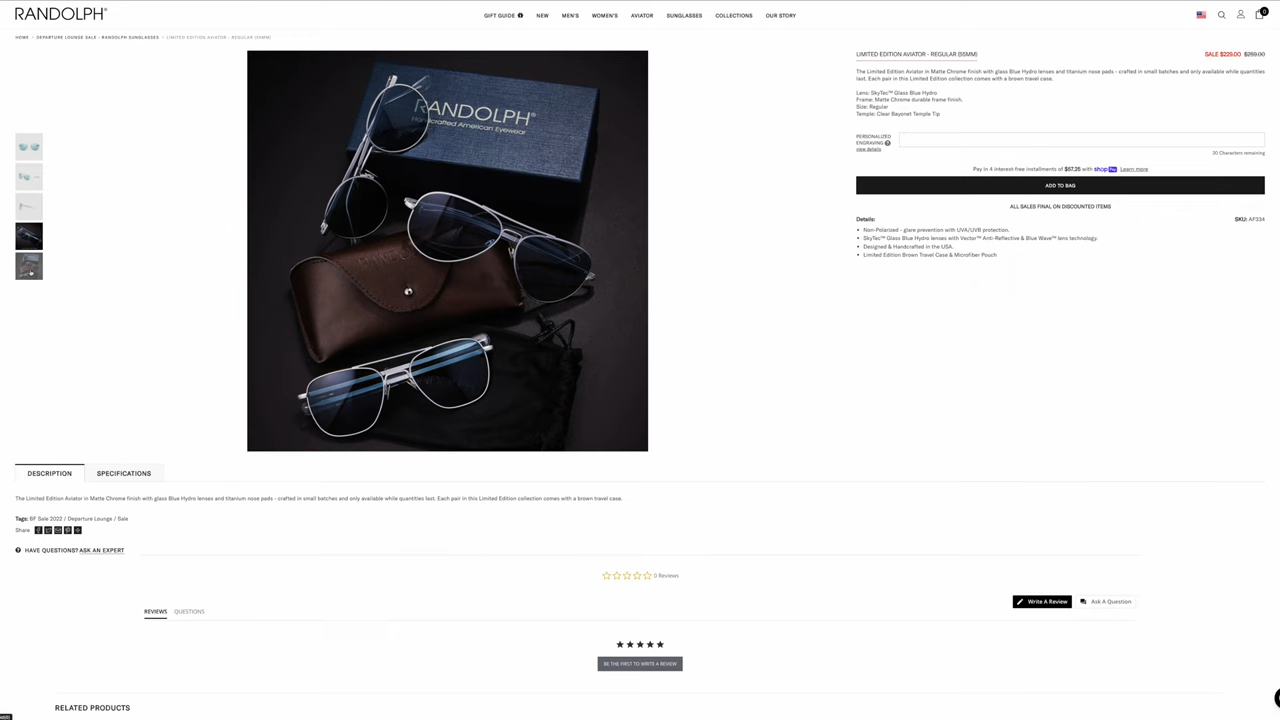 RANDOLPH®
GIFT GUIDE NEW MEN'S WOMEN'S AVIATOR SUNGLASSES COLLECTIONS OUR STORY
0
HOME - DEPARTURE LOUNGE SALE - RANDOLPH SUNGLASSES - LIMITED EDITION AVIATOR - REGULAR (55MM)
RANDOLPH®
Handcrafted American Eyewear
LIMITED EDITION AVIATOR - REGULAR (55MM)
SALE $229.00 $269.00
The Limited Edition Aviator in Matte Chrome finish with glass Blue Hydro lenses and titanium nose pads - crafted in small batches and only available while quantities
last. Each pair in this Limited Edition collection comes with a brown travel case.
Lens: SkyTec™ Glass Blue Hydro
Frame: Matte Chrome durable frame finish.
Size: Regular
Temple: Clear Bayonet Temple Tip
PERSONALIZED
ENGRAVING
view details
20 Characters remaining
Pay in 4 interest-free installments of $57.25 with shop Pay Learn more
ADD TO BAG
ALL SALES FINAL ON DISCOUNTED ITEMS
Details:
SKU: AF334
• Non-Polarized - glare prevention with UVA/UVB protection.
• SkyTec™ Glass Blue Hydro lenses with Vector™ Anti-Reflective & Blue Wave™ lens technology.
• Designed & Handcrafted in the USA.
• Limited Edition Brown Travel Case & Microfiber Pouch
DESCRIPTION SPECIFICATIONS
The Limited Edition Aviator in Matte Chrome finish with glass Blue Hydro lenses and titanium nose pads - crafted in small batches and only available while quantities last. Each pair in this Limited Edition collection comes with a brown travel case.
Tags: BF Sale 2022 / Departure Lounge / Sale
Share
HAVE QUESTIONS? ASK AN EXPERT
0 Reviews
REVIEWS QUESTIONS
Write A Review Ask A Question
BE THE FIRST TO WRITE A REVIEW
RELATED PRODUCTS